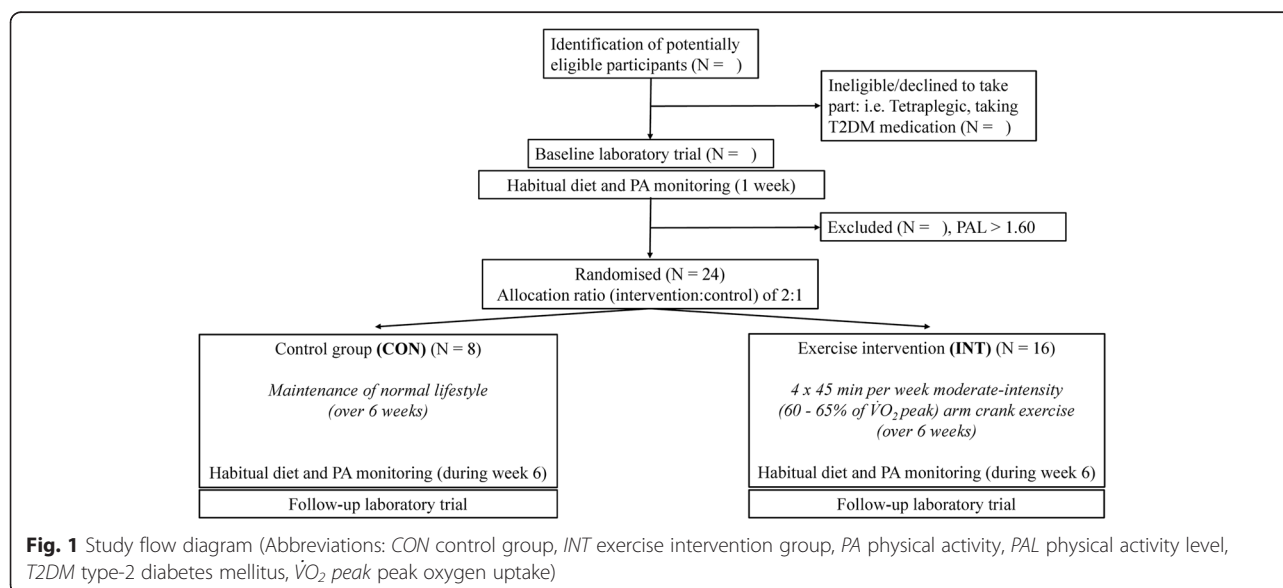 Identification of potentially
eligible participants (N =   )
Ineligible/declined to take
part: i.e. Tetraplegic, taking
T2DM medication (N =   )
Baseline laboratory trial (N =   )
Habitual diet and PA monitoring (1 week)
Excluded (N =   ), PAL > 1.60
Randomised (N = 24)
Allocation ratio (intervention:control) of 2:1
Control group (CON) (N = 8)
Maintenance of normal lifestyle
(over 6 weeks)
Habitual diet and PA monitoring (during week 6)
Follow-up laboratory trial
Exercise intervention (INT) (N = 16)
4 x 45 min per week moderate-intensity
(60 - 65% of V̇O₂ peak) arm crank exercise
(over 6 weeks)
Habitual diet and PA monitoring (during week 6)
Follow-up laboratory trial
Fig. 1 Study flow diagram (Abbreviations: CON control group, INT exercise intervention group, PA physical activity, PAL physical activity level,
T2DM type-2 diabetes mellitus, V̇O₂ peak peak oxygen uptake)